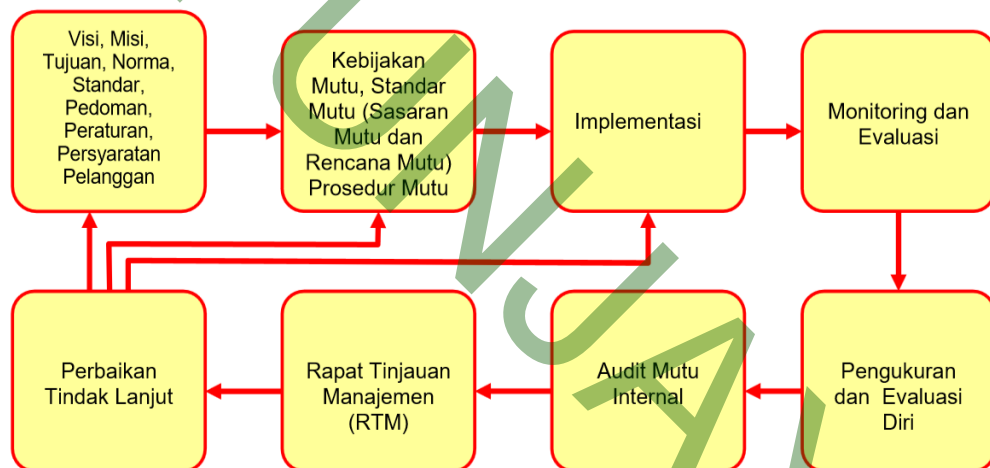 Visi, Misi,
Tujuan, Norma,
Standar,
Pedoman,
Peraturan,
Persyaratan
Pelanggan
Kebijakan
Mutu, Standar
Mutu (Sasaran
Mutu dan
Rencana Mutu)
Prosedur Mutu
Implementasi
Monitoring dan
Evaluasi
Perbaikan
Tindak Lanjut
Rapat Tinjauan
Manajemen
(RTM)
Audit Mutu
Internal
Pengukuran
dan Evaluasi
Diri
UNJA